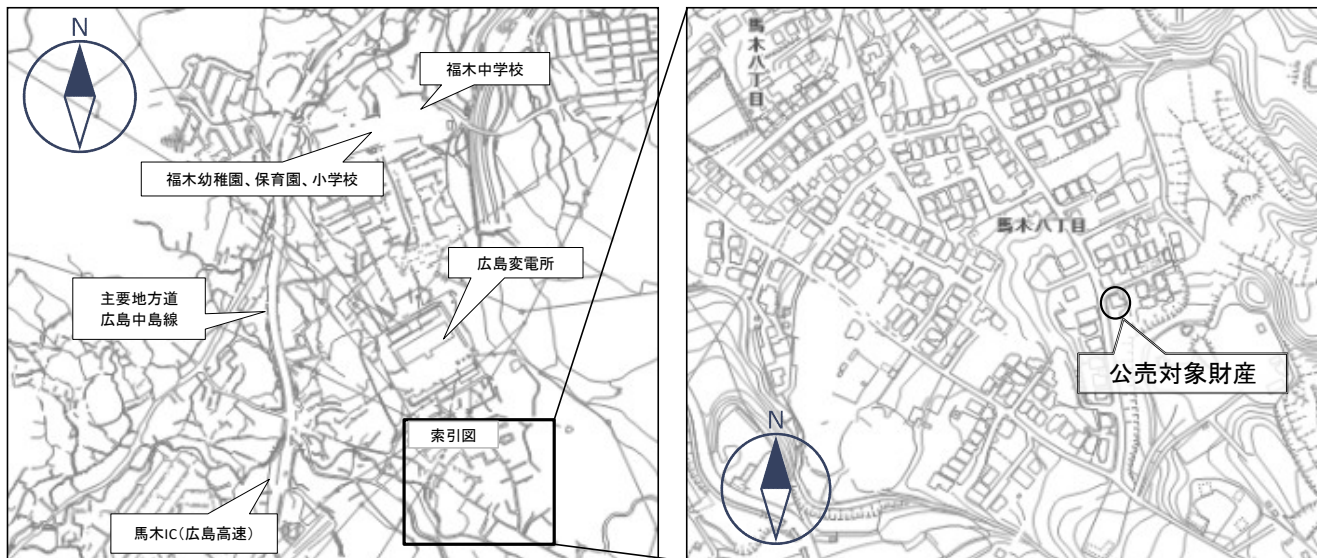 N
福木中学校
福木幼稚園、保育園、小学校
広島変電所
主要地方道
広島中島線
索引図
馬木IC(広島高速)
馬木八丁目
馬木八丁目
公売対象財産
N